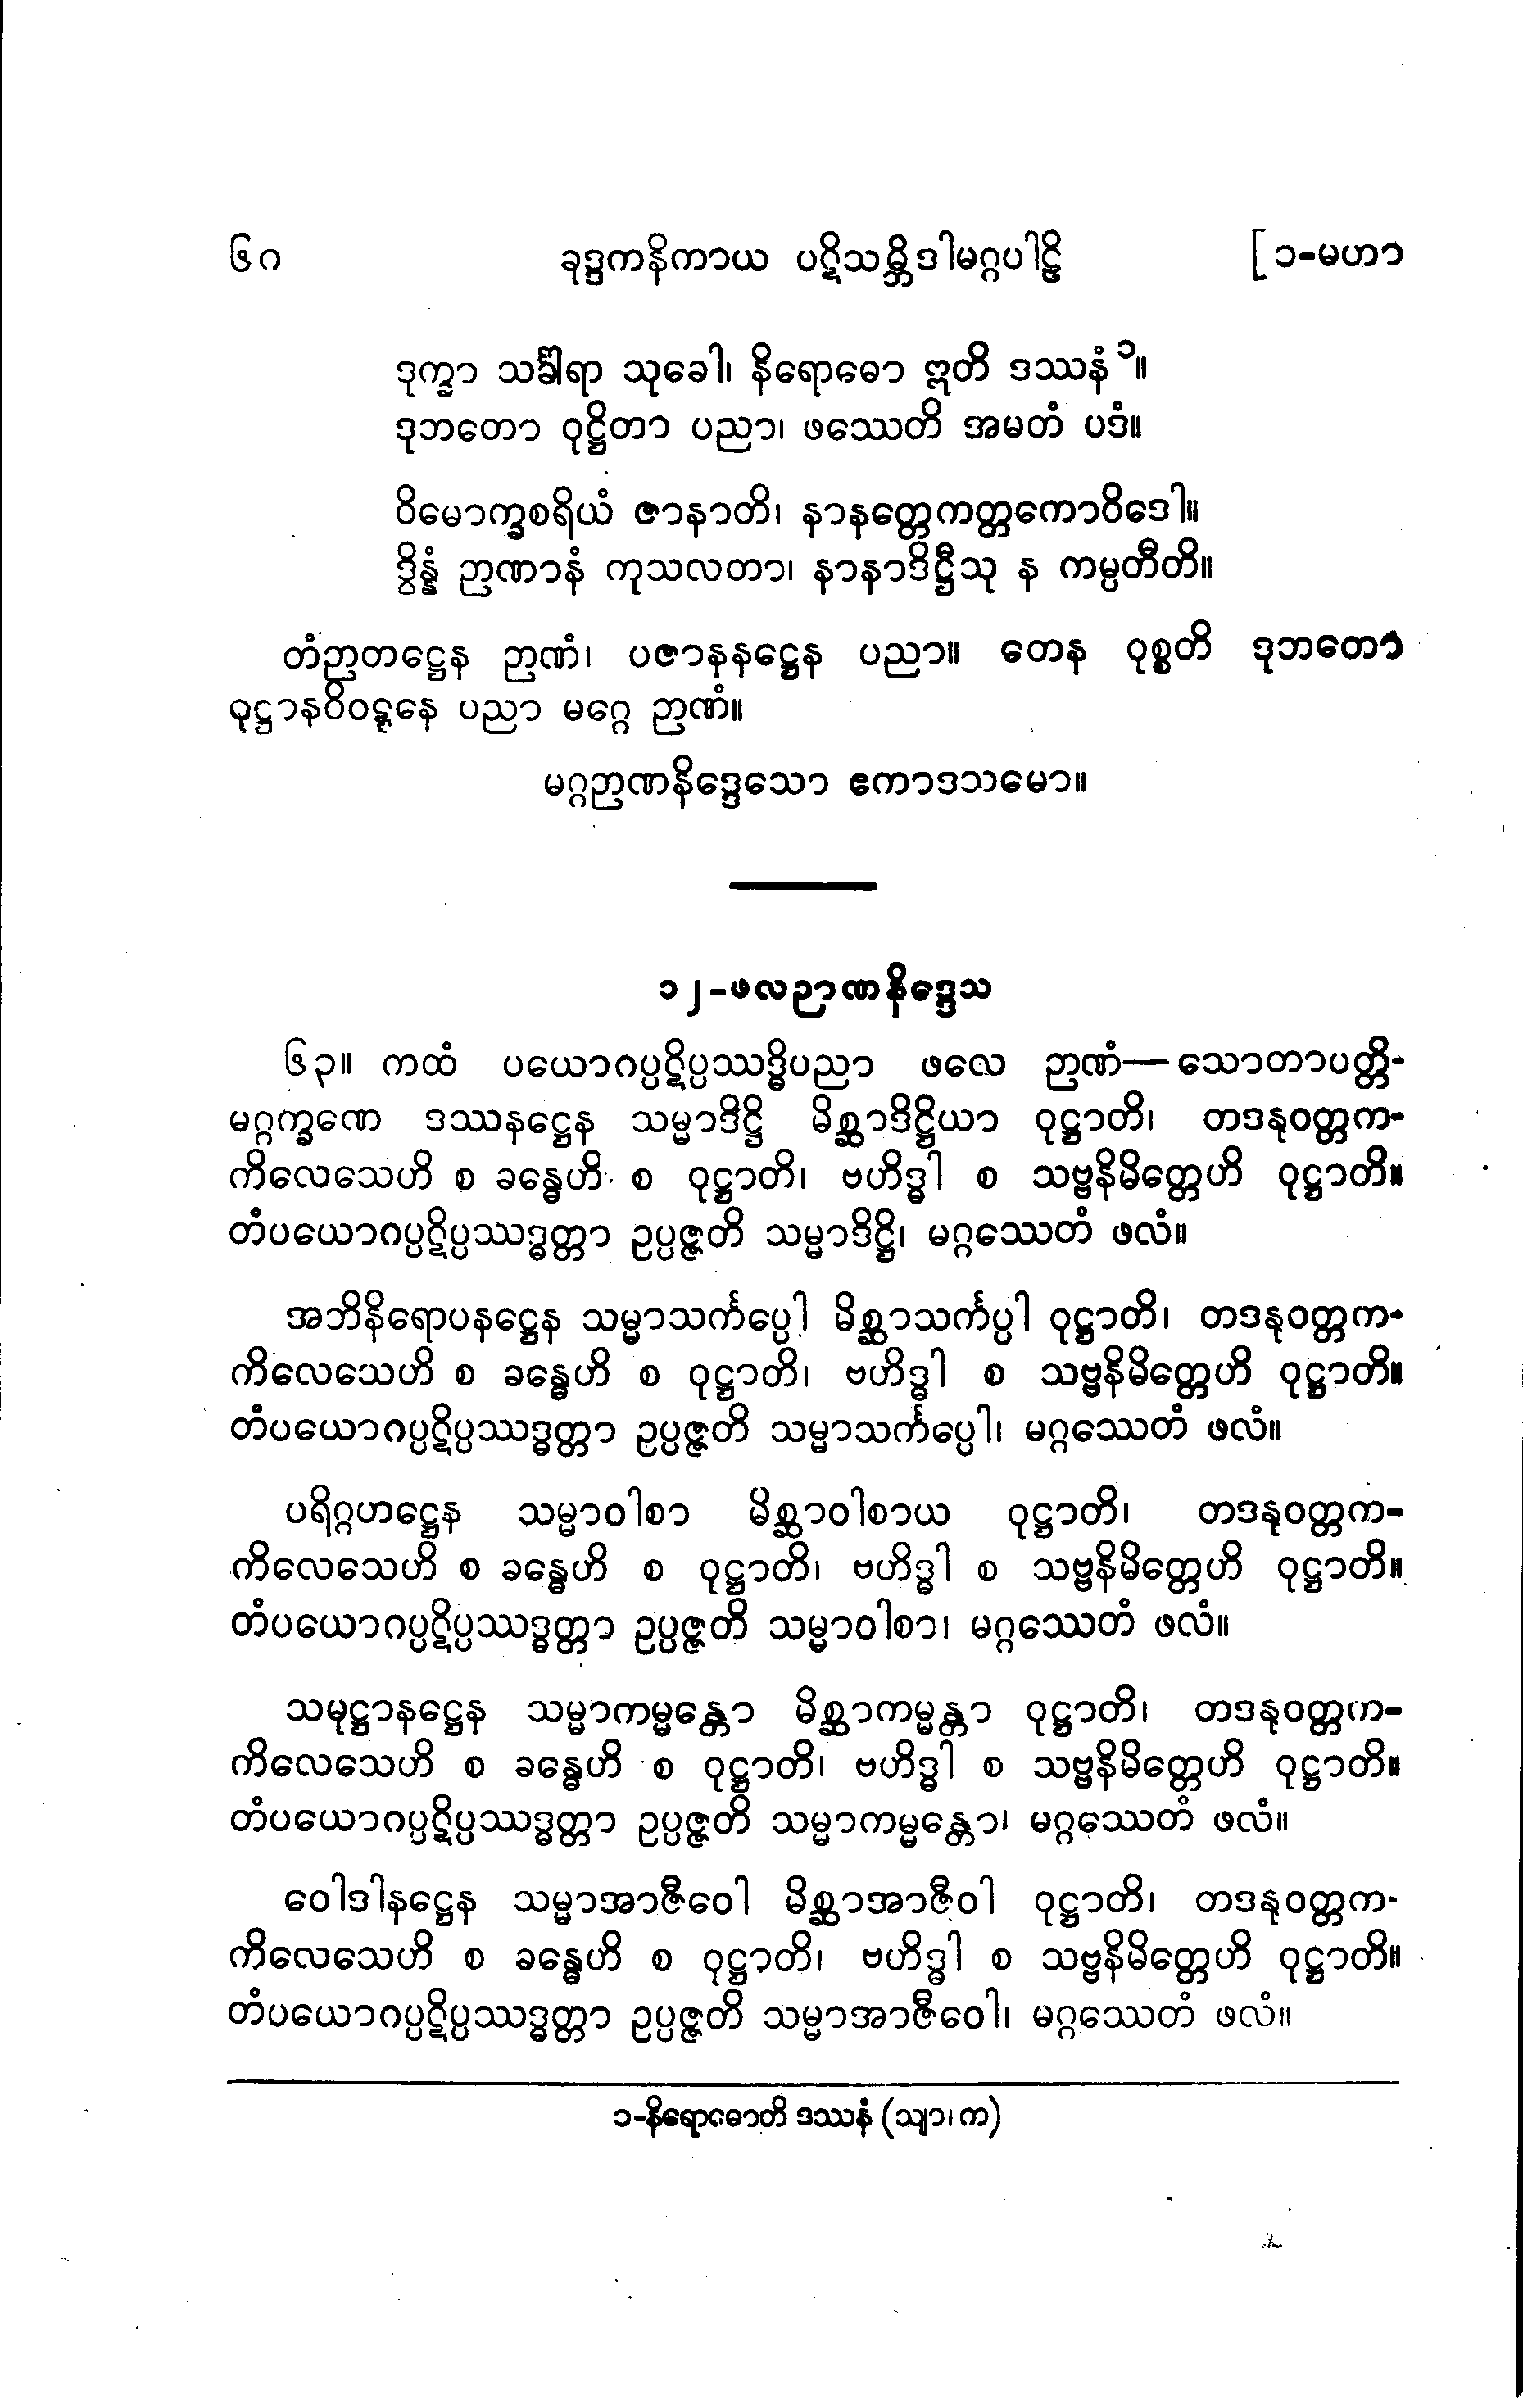 ၆၈ ခုဒ္ဒကနိကာယ ပဋိသမ္ဘိဒါမဂ္ဂပါဠိ [ ၁-မဟာ
ဒုက္ခာ သင်္ခါရာ သုခေါ၊ နိရောဓော ဣတိ ဒဿနံ ၁။
ဒုဘတော ဝုဋ္ဌိတာ ပညာ၊ ဖဿေတိ အမတံ ပဒံ။
ဝိမောက္ခစရိယံ ဇာနာတိ၊ နာနတ္တေကတ္တကောဝိဒေါ။
ဒွိန္နံ ဉာဏာနံ ကုသလတာ၊ နာနာဒိဋ္ဌီသု န ကမ္ပတီတိ။
တံဉာတဋ္ဌေန ဉာဏံ၊ ပဇာနနဋ္ဌေန ပညာ။ တေန ဝုစ္စတိ ဒုဘတော
ဝုဋ္ဌာနဝိဝဋ္ဋနေ ပညာ မဂ္ဂေ ဉာဏံ။
မဂ္ဂဉာဏနိဒ္ဒေသော ဧကာဒသမော။
၁၂-ဖလဉာဏနိဒ္ဒေသ
၆၃။ ကထံ ပယောဂပ္ပဋိပ္ပဿဒ္ဓိပညာ ဖလေ ဉာဏံ—သောတာပတ္တိ-
မဂ္ဂက္ခဏေ ဒဿနဋ္ဌေန သမ္မာဒိဋ္ဌိ မိစ္ဆာဒိဋ္ဌိယာ ဝုဋ္ဌာတိ၊ တဒနုဝတ္တက-
ကိလေသေဟိ စ ခန္ဓေဟိ စ ဝုဋ္ဌာတိ၊ ဗဟိဒ္ဓါ စ သဗ္ဗနိမိတ္တေဟိ ဝုဋ္ဌာတိ။
တံပယောဂပ္ပဋိပ္ပဿဒ္ဓတ္တာ ဥပ္ပဇ္ဇတိ သမ္မာဒိဋ္ဌိ၊ မဂ္ဂဿေတံ ဖလံ။
အဘိနိရောပနဋ္ဌေန သမ္မာသင်္ကပ္ပေါ မိစ္ဆာသင်္ကပ္ပါ ဝုဋ္ဌာတိ၊ တဒနုဝတ္တက-
ကိလေသေဟိ စ ခန္ဓေဟိ စ ဝုဋ္ဌာတိ၊ ဗဟိဒ္ဓါ စ သဗ္ဗနိမိတ္တေဟိ ဝုဋ္ဌာတိ။
တံပယောဂပ္ပဋိပ္ပဿဒ္ဓတ္တာ ဥပ္ပဇ္ဇတိ သမ္မာသင်္ကပ္ပေါ၊ မဂ္ဂဿေတံ ဖလံ။
ပရိဂ္ဂဟဋ္ဌေန သမ္မာဝါစာ မိစ္ဆာဝါစာယ ဝုဋ္ဌာတိ၊ တဒနုဝတ္တက-
ကိလေသေဟိ စ ခန္ဓေဟိ စ ဝုဋ္ဌာတိ၊ ဗဟိဒ္ဓါ စ သဗ္ဗနိမိတ္တေဟိ ဝုဋ္ဌာတိ။
တံပယောဂပ္ပဋိပ္ပဿဒ္ဓတ္တာ ဥပ္ပဇ္ဇတိ သမ္မာဝါစာ၊ မဂ္ဂဿေတံ ဖလံ။
သမုဋ္ဌာနဋ္ဌေန သမ္မာကမ္မန္တော မိစ္ဆာကမ္မန္တာ ဝုဋ္ဌာတိ၊ တဒနုဝတ္တက-
ကိလေသေဟိ စ ခန္ဓေဟိ စ ဝုဋ္ဌာတိ၊ ဗဟိဒ္ဓါ စ သဗ္ဗနိမိတ္တေဟိ ဝုဋ္ဌာတိ။
တံပယောဂပ္ပဋိပ္ပဿဒ္ဓတ္တာ ဥပ္ပဇ္ဇတိ သမ္မာကမ္မန္တော၊ မဂ္ဂဿေတံ ဖလံ။
ဝေါဒါနဋ္ဌေန သမ္မာအာဇီဝေါ မိစ္ဆာအာဇီဝါ ဝုဋ္ဌာတိ၊ တဒနုဝတ္တက-
ကိလေသေဟိ စ ခန္ဓေဟိ စ ဝုဋ္ဌာတိ၊ ဗဟိဒ္ဓါ စ သဗ္ဗနိမိတ္တေဟိ ဝုဋ္ဌာတိ။
တံပယောဂပ္ပဋိပ္ပဿဒ္ဓတ္တာ ဥပ္ပဇ္ဇတိ သမ္မာအာဇီဝေါ၊ မဂ္ဂဿေတံ ဖလံ။
၁-နိရောဓောတိ ဒဿနံ (သျာ၊ က)